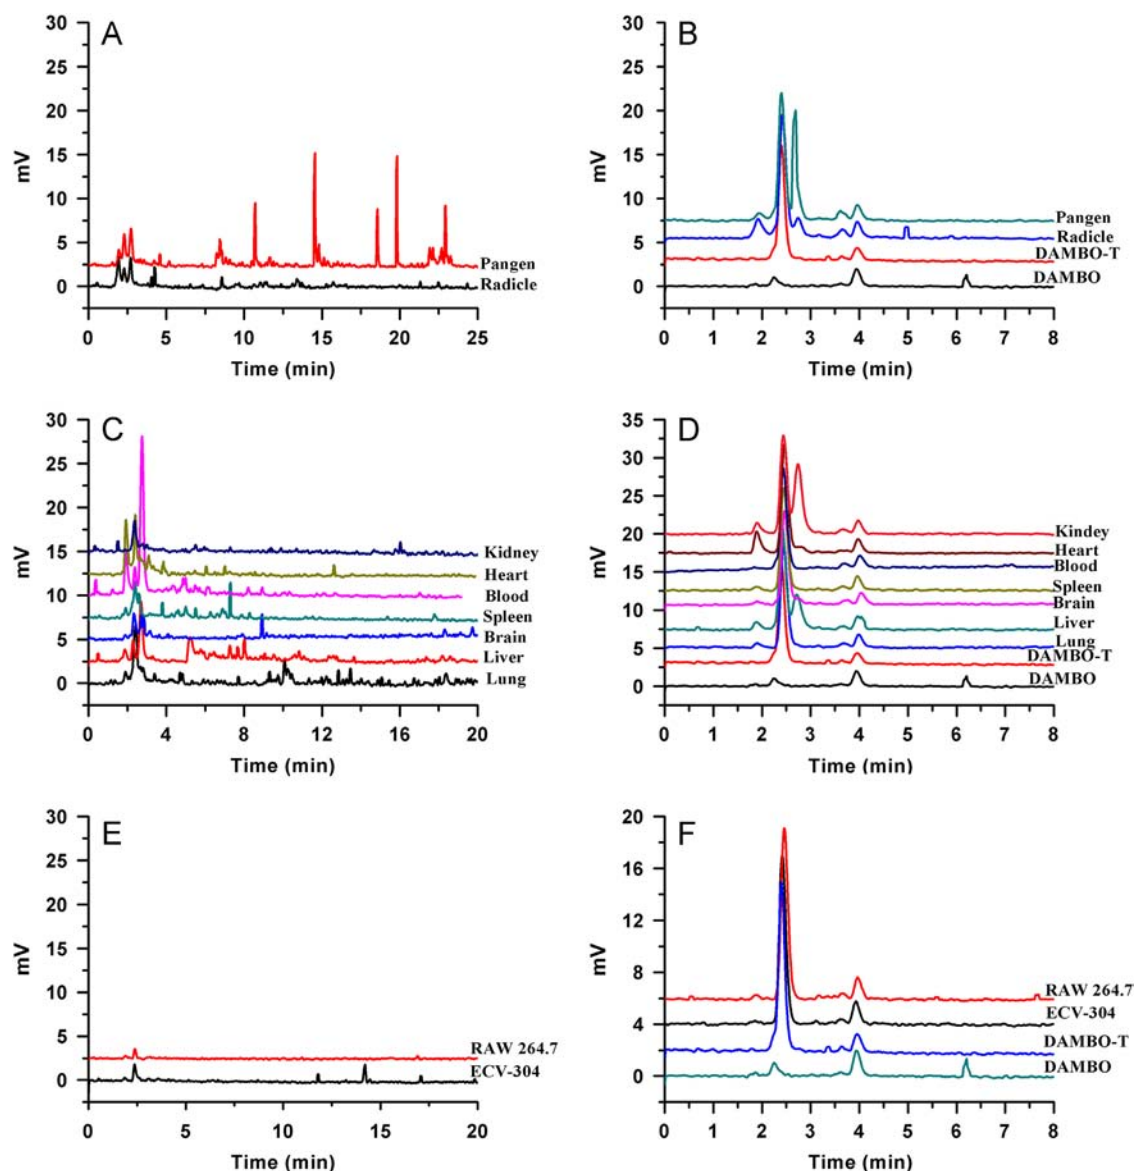 A
mV
30
25
20
15
10
5
0
Pangen
Radicle
0 5 10 15 20 25
Time (min)
B
mV
30
25
20
15
10
5
0
Pangen
Radicle
DAMBO-T
DAMBO
0 1 2 3 4 5 6 7 8
Time (min)
C
mV
30
25
20
15
10
5
0
Kidney
Heart
Blood
Spleen
Brain
Liver
Lung
0 4 8 12 16 20
Time (min)
D
mV
35
30
25
20
15
10
5
0
Kindey
Heart
Blood
Spleen
Brain
Liver
Lung
DAMBO-T
DAMBO
0 1 2 3 4 5 6 7 8
Time (min)
E
mV
30
25
20
15
10
5
0
RAW 264.7
ECV-304
0 5 10 15 20
Time (min)
F
mV
20
16
12
8
4
0
RAW 264.7
ECV-304
DAMBO-T
DAMBO
0 1 2 3 4 5 6 7 8
Time (min)